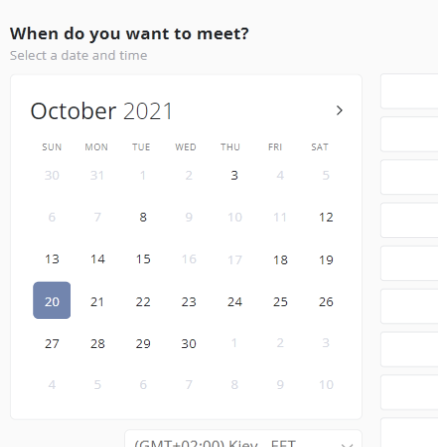 When do you want to meet?
Select a date and time
October 2021 >
SUN MON TUE WED THU FRI SAT
30 31 1 2 3 4 5
6 7 8 9 10 11 12
13 14 15 16 17 18 19
20 21 22 23 24 25 26
27 28 29 30 1 2 3
4 5 6 7 8 9 10
(GMT+02:00) Kiev EET